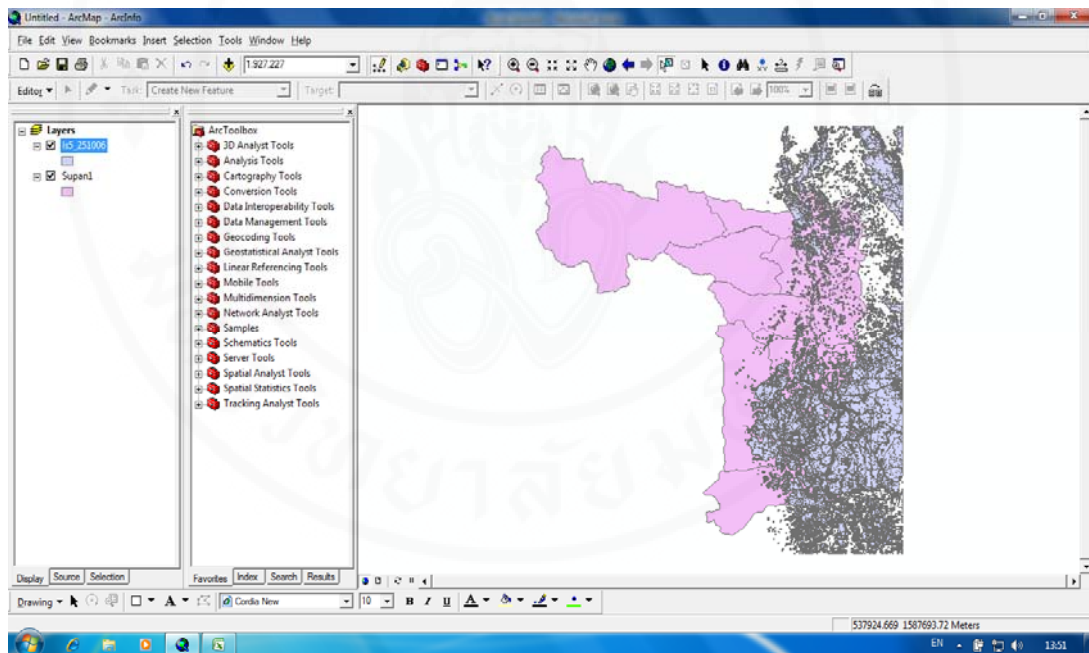 Untitled - ArcMap - ArcInfo
File Edit View Bookmarks Insert Selection Tools Window Help
1:927,227
Editor Task: Create New Feature Target: 100%
Layers
ls5_251006
Supan1
ArcToolbox
3D Analyst Tools
Analysis Tools
Cartography Tools
Conversion Tools
Data Interoperability Tools
Data Management Tools
Geocoding Tools
Geostatistical Analyst Tools
Linear Referencing Tools
Mobile Tools
Multidimension Tools
Network Analyst Tools
Samples
Schematics Tools
Server Tools
Spatial Analyst Tools
Spatial Statistics Tools
Tracking Analyst Tools
Display Source Selection
Favorites Index Search Results
Drawing A Cordia New 10 B I U A
537924.669 1587693.72 Meters
EN 13:51